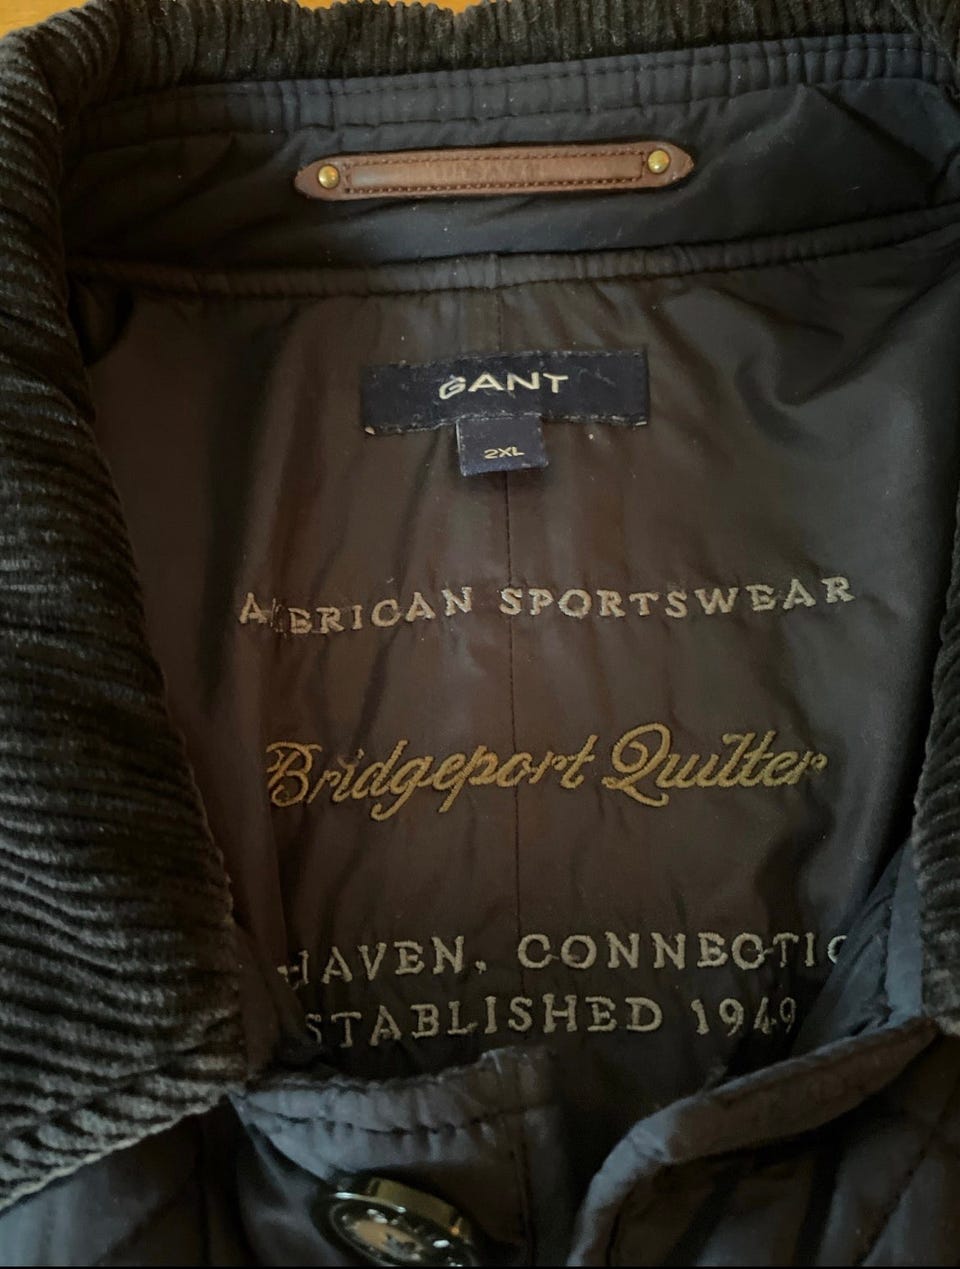 GANT
2XL
AMERICAN SPORTSWEAR
Bridgeport Quilter
HAVEN, CONNECTIC
STABLISHED 1949